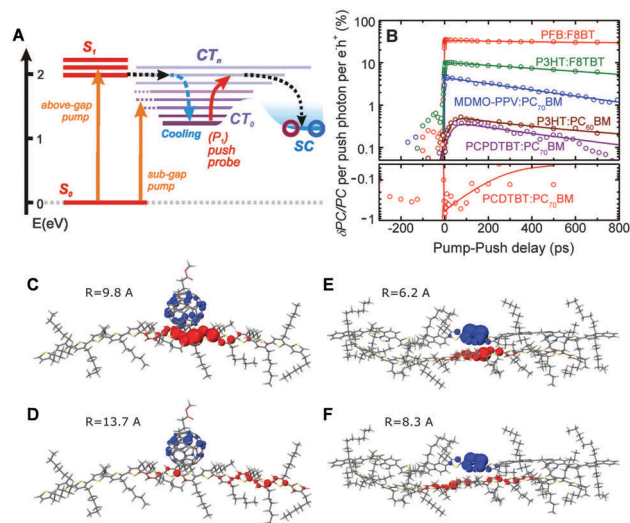 A
S₁
CTₙ
2
above-gap
pump
Cooling
CT₀
(P₁)
push
probe
SC
1
sub-gap
pump
S₀
0
E(eV)
B
δPC/PC per push photon per e⁻h⁺ (%)
100
10
1
0.1
-0.1
-1
PFB:F8BT
P3HT:F8TBT
MDMO-PPV:PC₇₀BM
P3HT:PC₆₀BM
PCPDTBT:PC₇₀BM
PCDTBT:PC₇₀BM
-200
0
200
400
600
800
Pump-Push delay (ps)
C
R=9.8 A
E
R=6.2 A
D
R=13.7 A
F
R=8.3 A